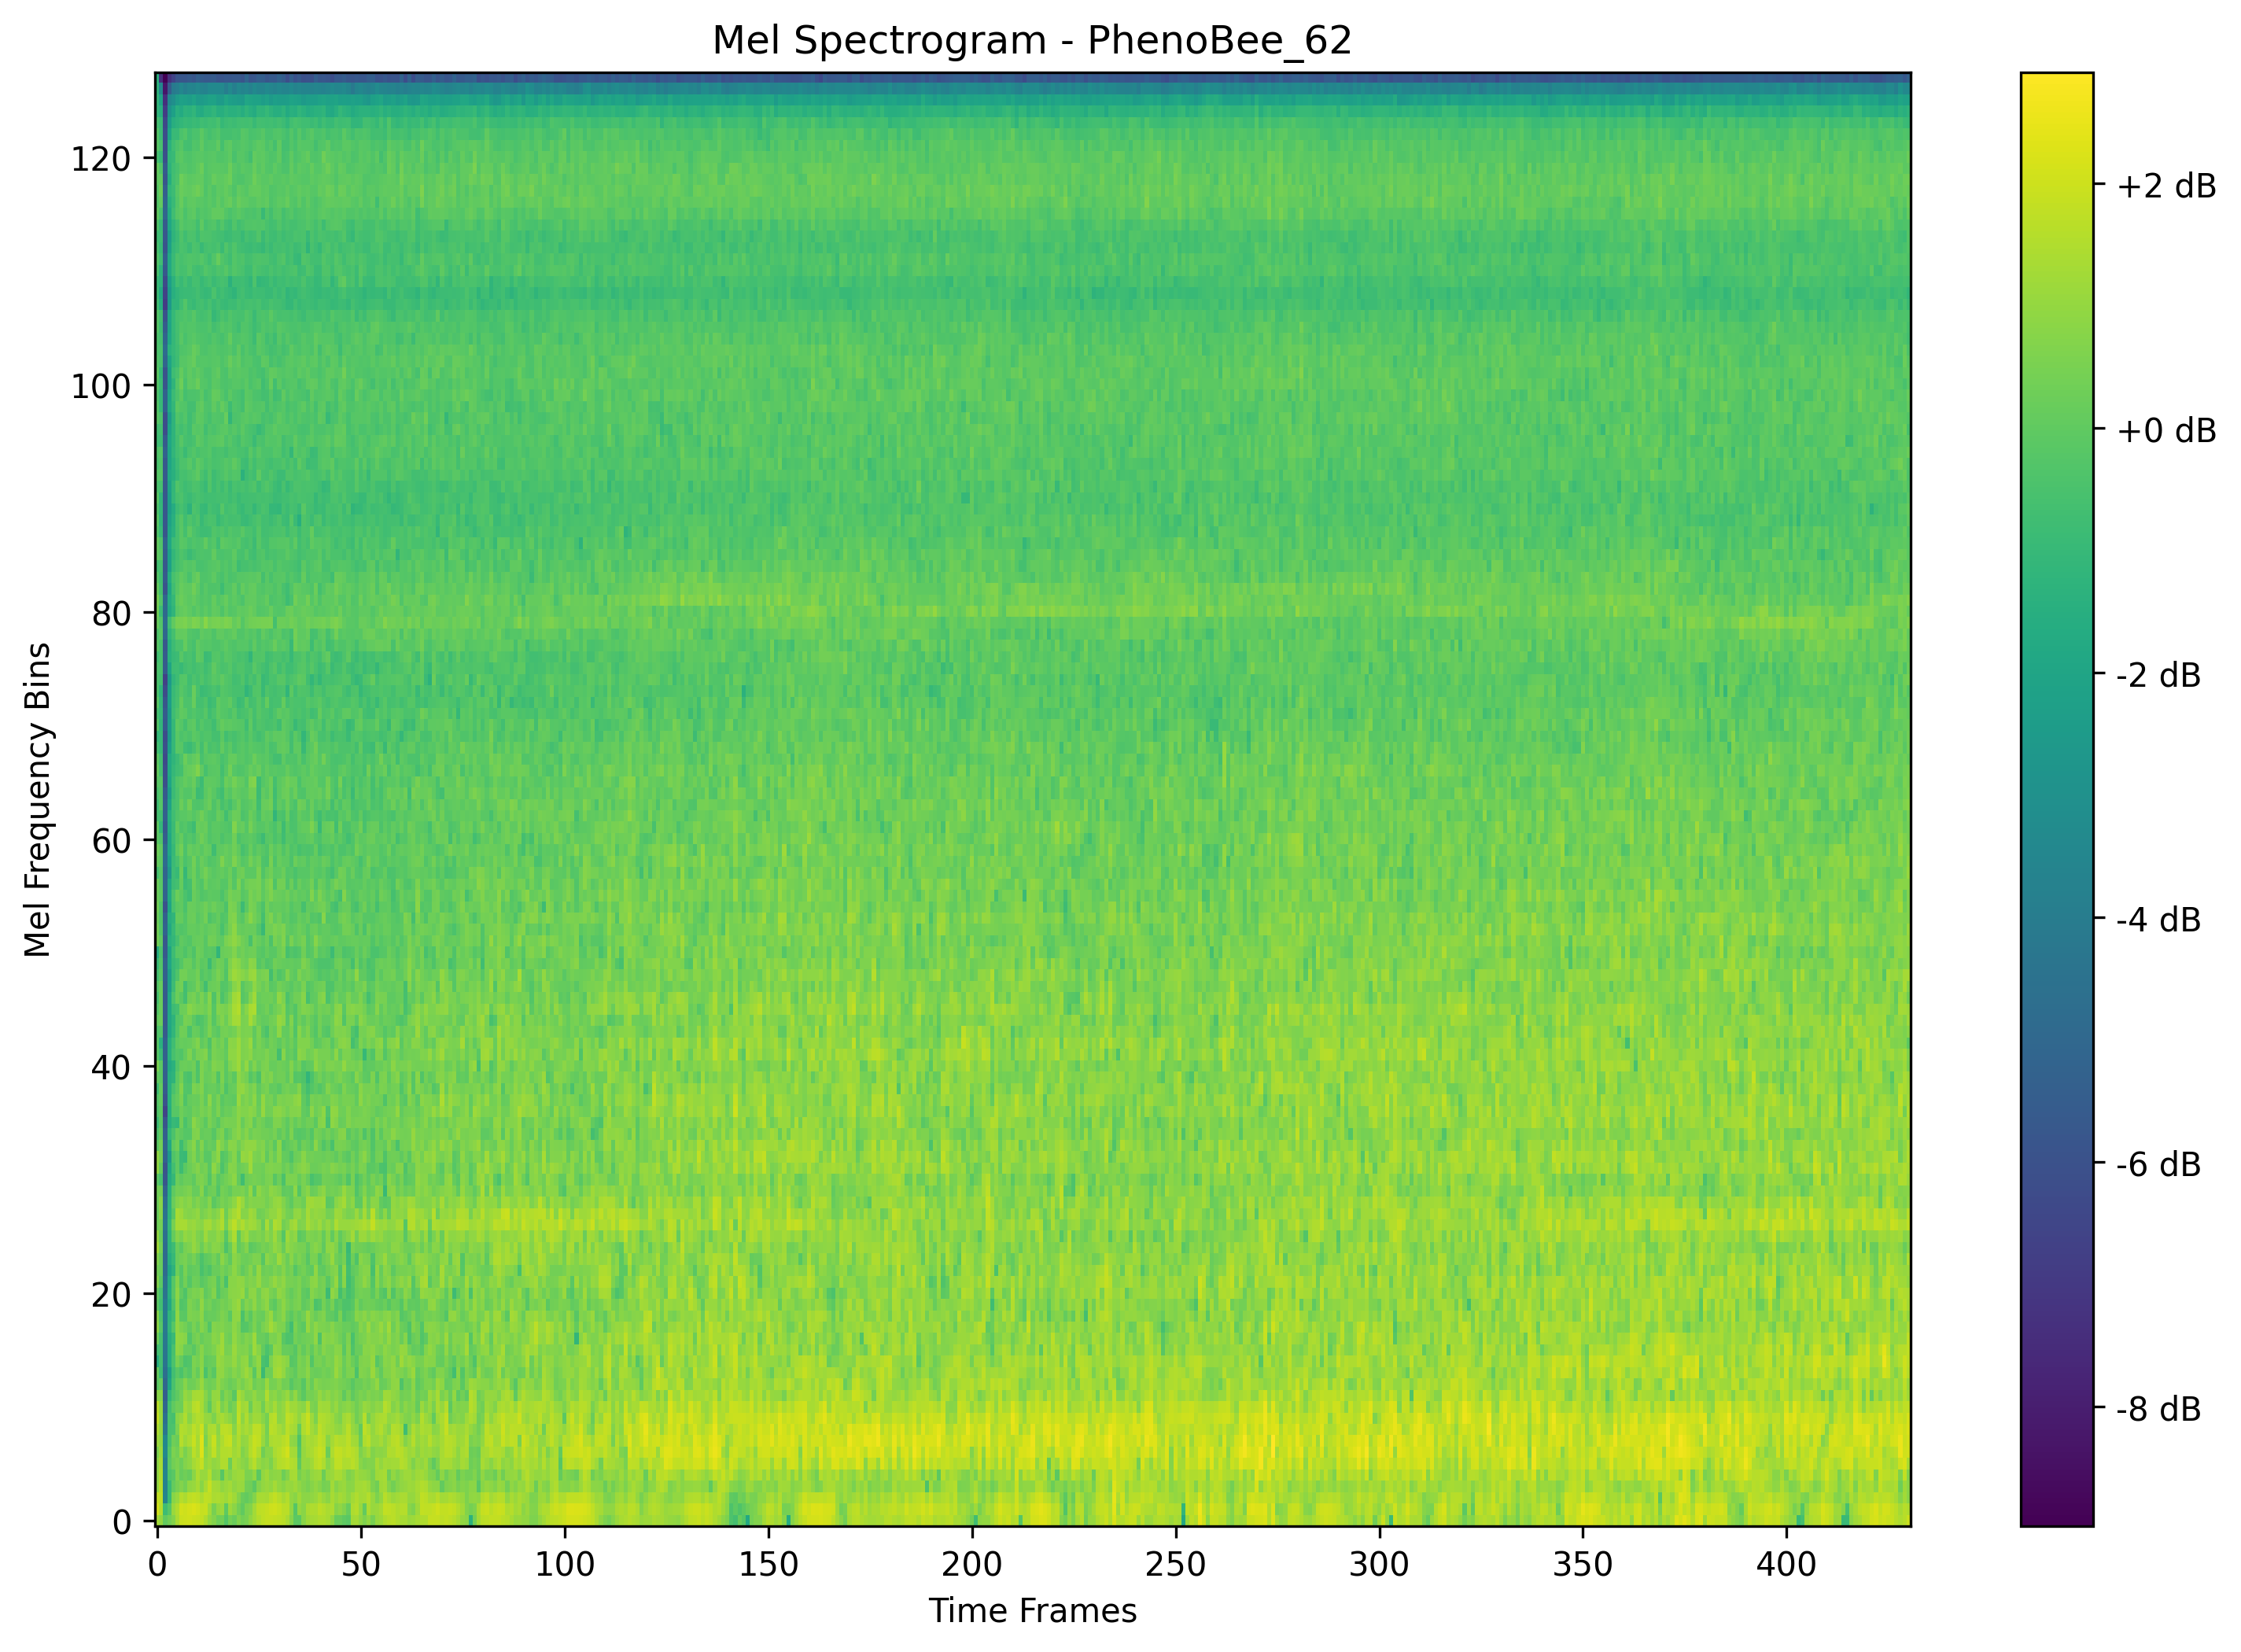 Mel Spectrogram - PhenoBee_62
Mel Frequency Bins
120
100
80
60
40
20
0
0 50 100 150 200 250 300 350 400
Time Frames
+2 dB
+0 dB
-2 dB
-4 dB
-6 dB
-8 dB